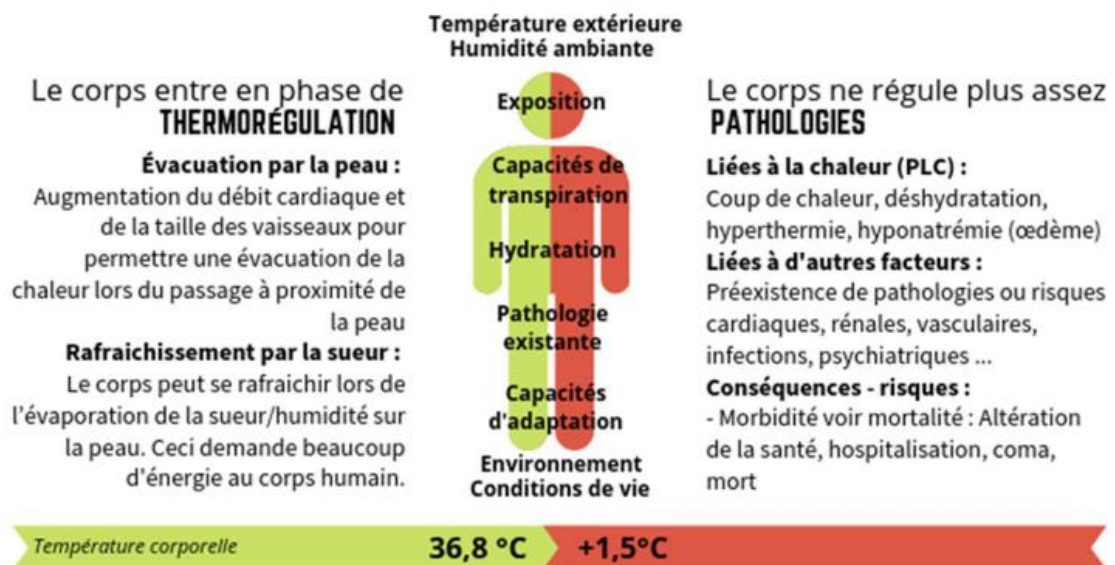 Température extérieure
Humidité ambiante
Le corps entre en phase de
THERMORÉGULATION
Évacuation par la peau :
Augmentation du débit cardiaque et
de la taille des vaisseaux pour
permettre une évacuation de la
chaleur lors du passage à proximité de
la peau
Rafraichissement par la sueur :
Le corps peut se rafraichir lors de
l'évaporation de la sueur/humidité sur
la peau. Ceci demande beaucoup
d'énergie au corps humain.
Exposition
Capacités de
transpiration
Hydratation
Pathologie
existante
Capacités
d'adaptation
Environnement
Conditions de vie
Le corps ne régule plus assez
PATHOLOGIES
Liées à la chaleur (PLC) :
Coup de chaleur, déshydratation,
hyperthermie, hyponatrémie (œdème)
Liées à d'autres facteurs :
Préexistence de pathologies ou risques
cardiaques, rénales, vasculaires,
infections, psychiatriques ...
Conséquences - risques :
- Morbidité voir mortalité : Altération
de la santé, hospitalisation, coma,
mort
Température corporelle
36,8 °C
+1,5°C